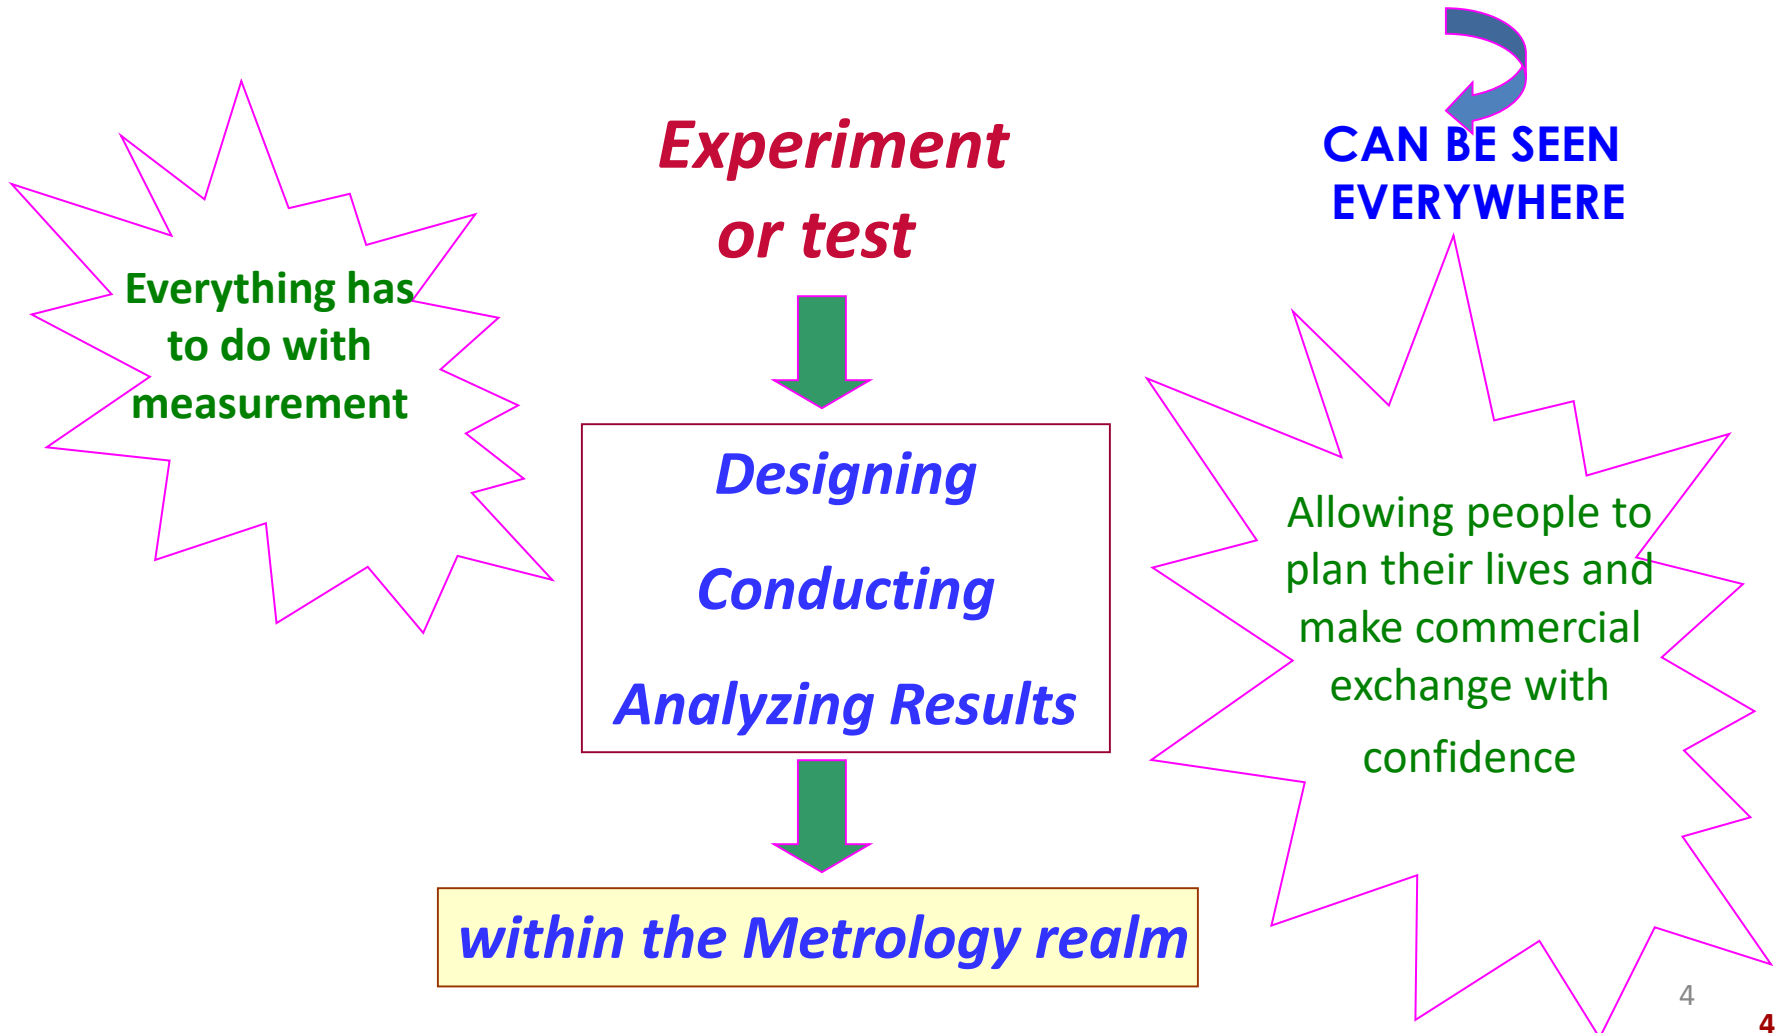 Everything has
to do with
measurement
Experiment
or test
Designing
Conducting
Analyzing Results
within the Metrology realm
CAN BE SEEN
EVERYWHERE
Allowing people to
plan their lives and
make commercial
exchange with
confidence
4
4